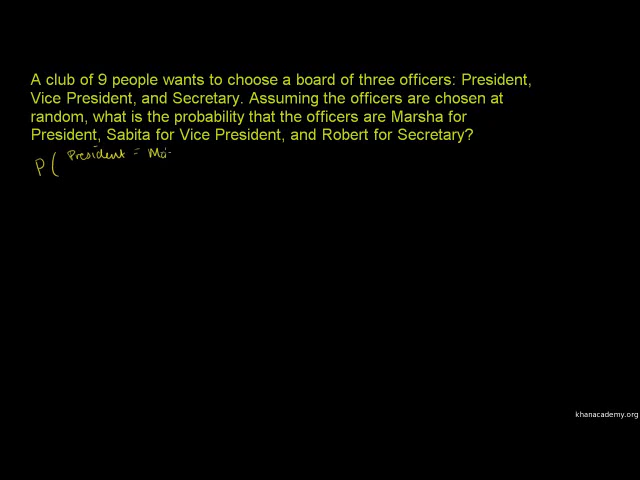 A club of 9 people wants to choose a board of three officers: President,
Vice President, and Secretary. Assuming the officers are chosen at
random, what is the probability that the officers are Marsha for
President, Sabita for Vice President, and Robert for Secretary?
P( President = Ma
khanacademy.org